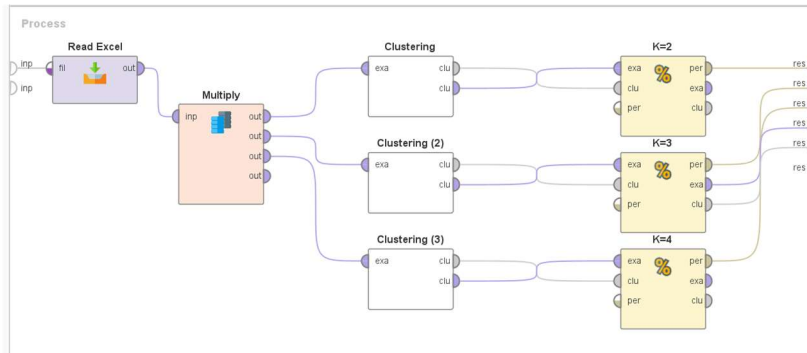 Process
Read Excel
inp
fil
out
inp
Multiply
inp
out
out
out
out
Clustering
exa
clu
clu
Clustering (2)
exa
clu
clu
Clustering (3)
exa
clu
clu
K=2
% 
exa
per
clu
exa
per
clu
K=3
%
exa
per
clu
exa
per
clu
K=4
%
exa
per
clu
exa
per
clu
res
res
res
res
res
res